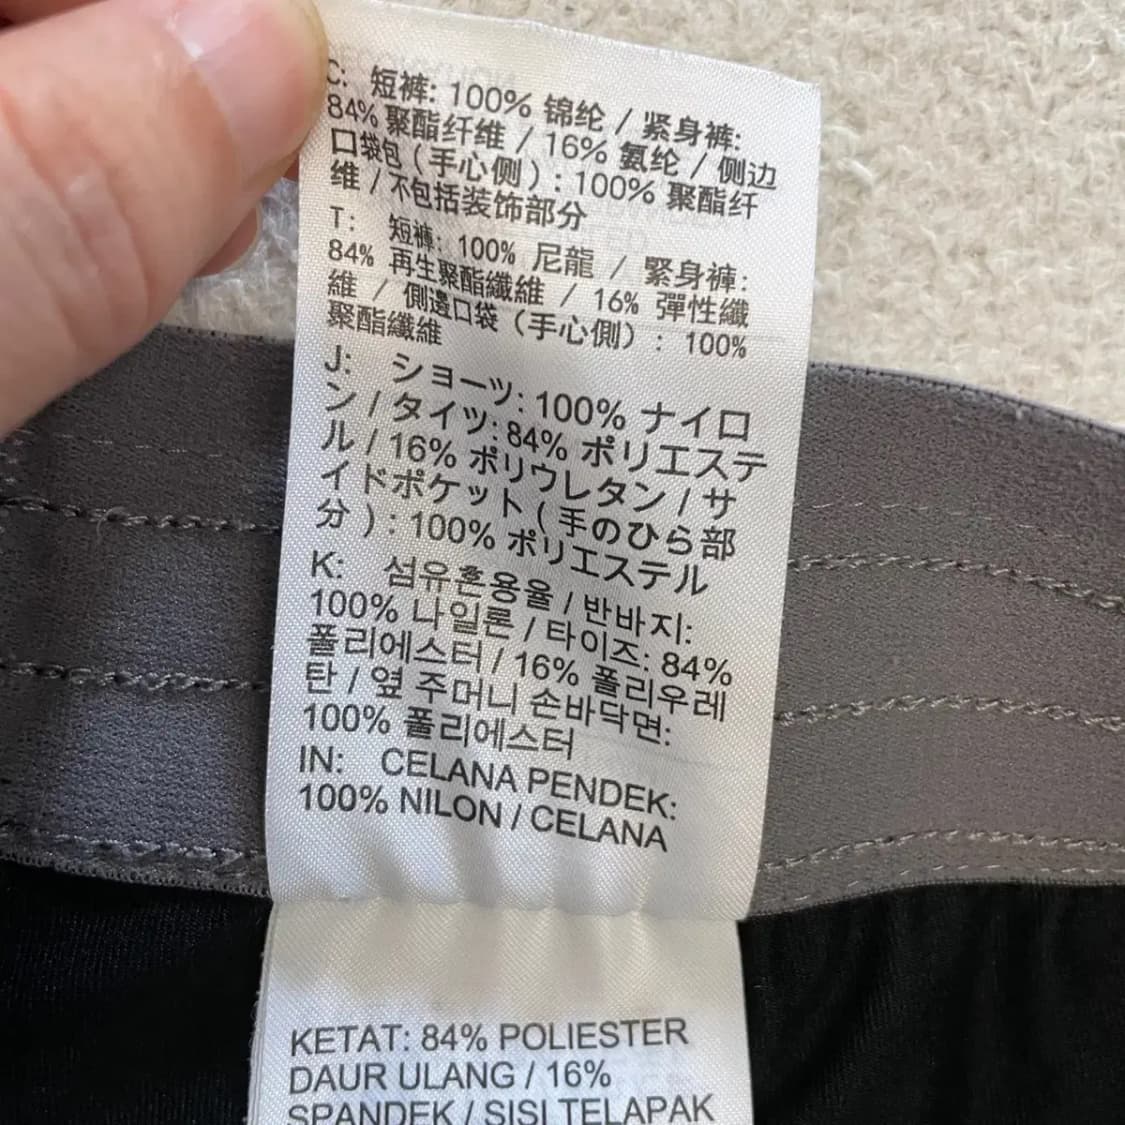 C: 短裤: 100% 锦纶 / 紧身裤:
84% 聚酯纤维 / 16% 氨纶 / 侧边
口袋包 (手心侧) : 100% 聚酯纤
维 / 不包括装饰部分
T: 短褲: 100% 尼龍 / 緊身褲:
84% 再生聚酯纖維 / 16% 彈性纖
維 / 側邊口袋 (手心側) : 100%
聚酯纖維
J: ショーツ: 100% ナイロ
ン / タイツ: 84% ポリエステ
ル / 16% ポリウレタン / サ
イドポケット ( 手のひら部
分 ) : 100% ポリエステル
K: 섬유혼용율 / 반바지:
100% 나일론 / 타이즈: 84%
폴리에스터 / 16% 폴리우레
탄 / 옆 주머니 손바닥면:
100% 폴리에스터
IN: CELANA PENDEK:
100% NILON / CELANA
KETAT: 84% POLIESTER
DAUR ULANG / 16%
SPANDEK / SISI TELAPAK